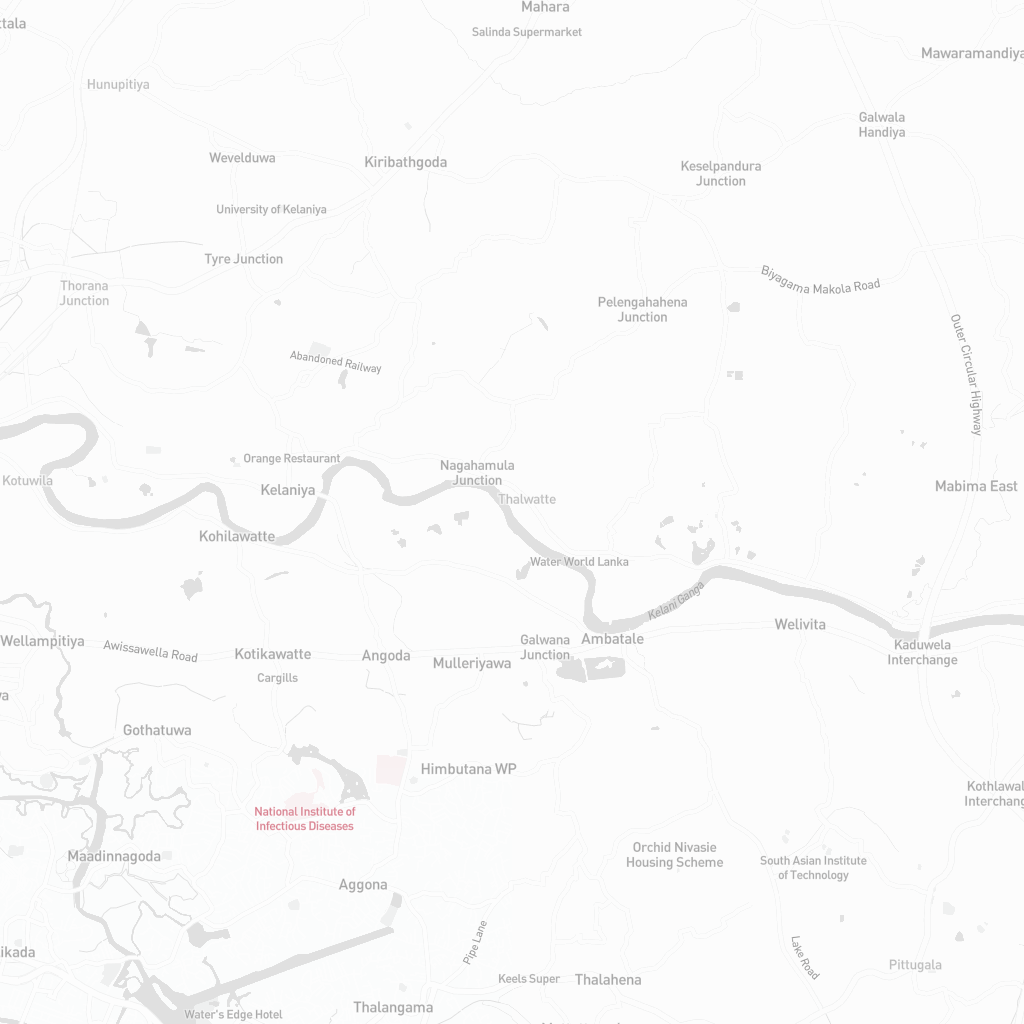 Mahara
Salinda Supermarket
Mawaramandiya
Hunupitiya
Galwala
Handiya
Wevelduwa
Kiribathgoda
Keselpandura
Junction
University of Kelaniya
Tyre Junction
Biyagama Makola Road
Thorana
Junction
Pelengahahena
Junction
Outer Circular Highway
Abandoned Railway
Orange Restaurant
Nagahamula
Junction
Kotuwila
Kelaniya
Thalwatte
Mabima East
Kohilawatte
Water World Lanka
Kelani Ganga
Wellampitiya
Awissawella Road
Kotikawatte
Angoda
Mulleriyawa
Galwana
Junction
Ambatale
Welivita
Kaduwela
Interchange
Cargills
Gothatuwa
Himbutana WP
Kothlawal
Interchang
National Institute of
Infectious Diseases
Maadinnagoda
Orchid Nivasie
Housing Scheme
South Asian Institute
of Technology
Aggona
Pipe Lane
Lake Road
ikada
Pittugala
Keels Super
Thalahena
Thalangama
Water's Edge Hotel